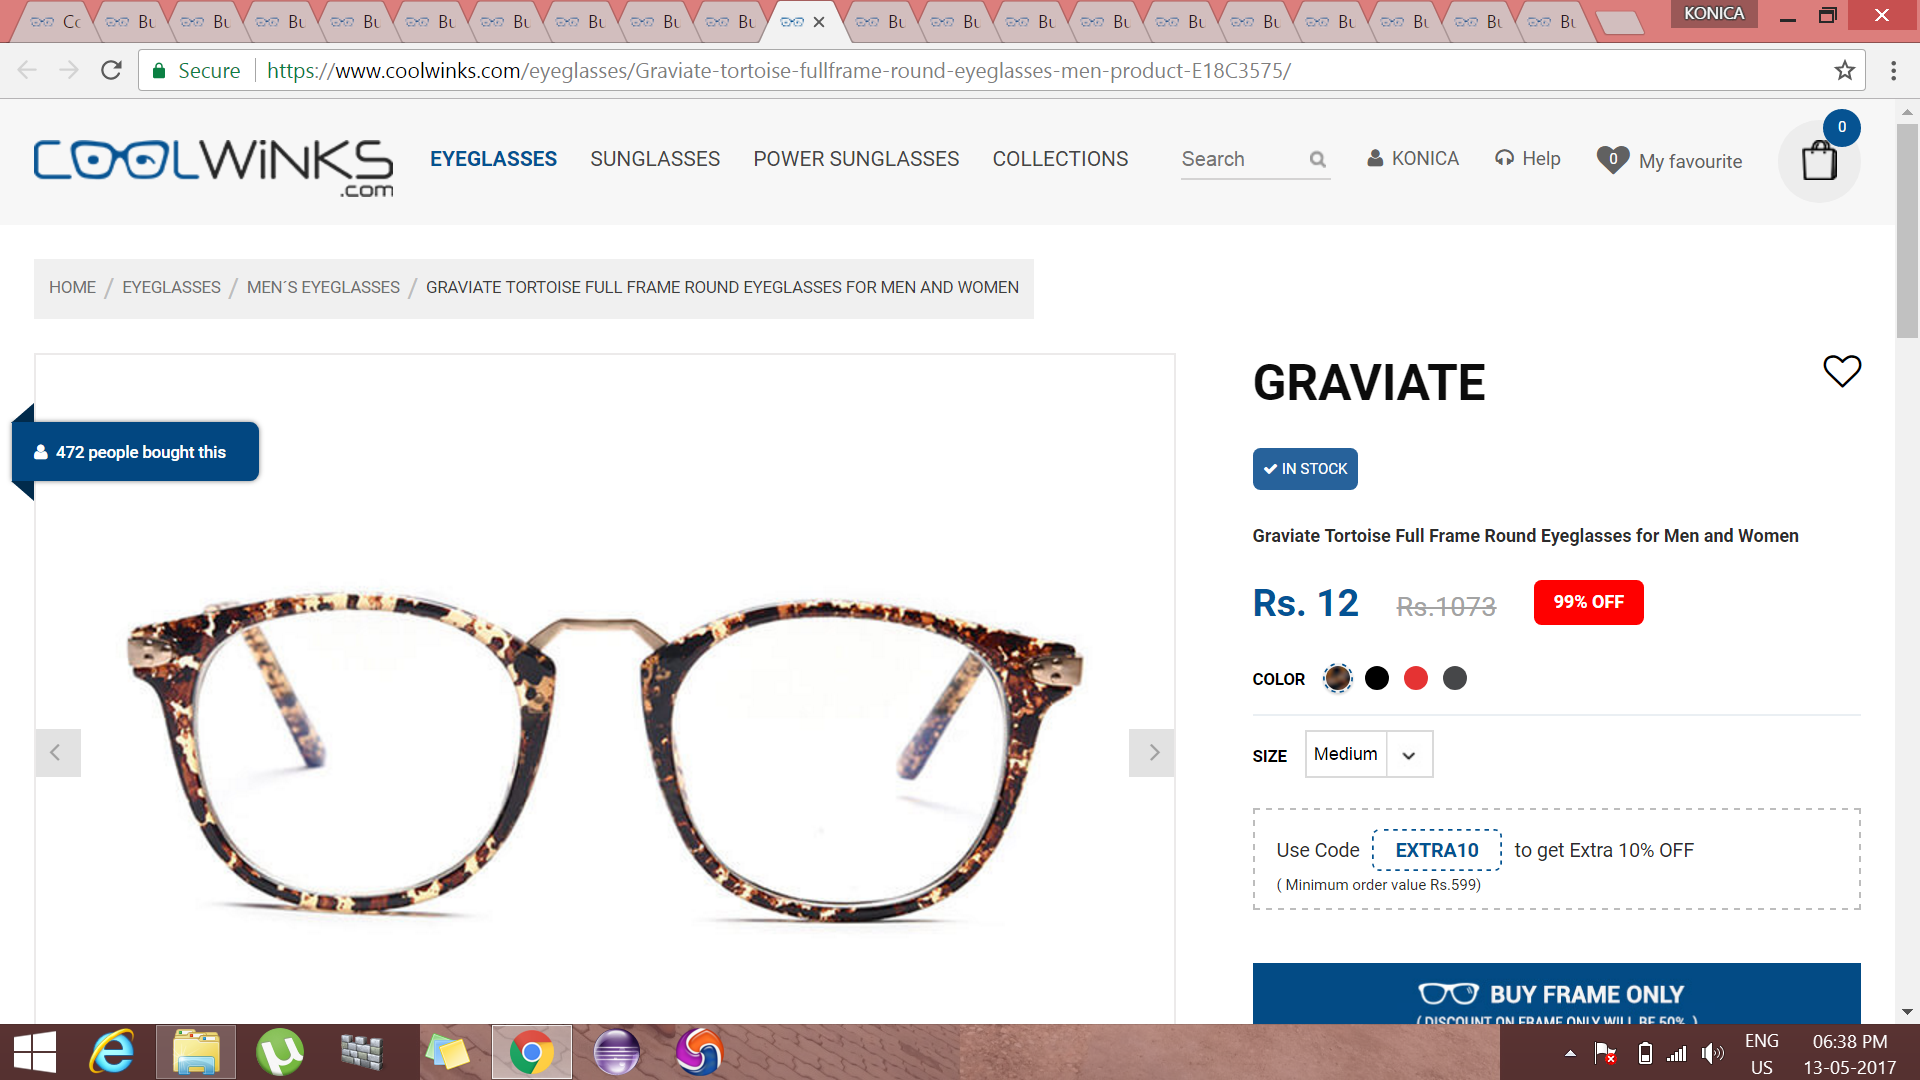 Co Bu Bu Bu Bu Bu Bu Bu Bu Bu Bu Bu Bu Bu Bu Bu Bu Bu Bu Bu KONICA
Secure https://www.coolwinks.com/eyeglasses/Graviate-tortoise-fullframe-round-eyeglasses-men-product-E18C3575/
COOLWiNKS
.com
EYEGLASSES SUNGLASSES POWER SUNGLASSES COLLECTIONS Search KONICA Help 0 My favourite 0
HOME / EYEGLASSES / MEN´S EYEGLASSES / GRAVIATE TORTOISE FULL FRAME ROUND EYEGLASSES FOR MEN AND WOMEN
472 people bought this
GRAVIATE
IN STOCK
Graviate Tortoise Full Frame Round Eyeglasses for Men and Women
Rs. 12 Rs.1073 99% OFF
COLOR
SIZE Medium
Use Code EXTRA10 to get Extra 10% OFF
( Minimum order value Rs.599)
BUY FRAME ONLY
( DISCOUNT ON FRAME ONLY WILL BE 50% )
ENG 06:38 PM
US 13-05-2017